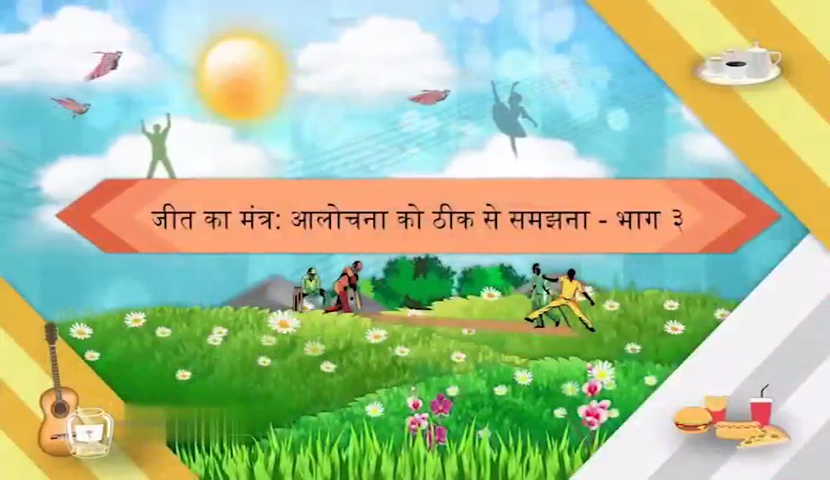 जीत का मंत्र: आलोचना को ठीक से समझना - भाग ३